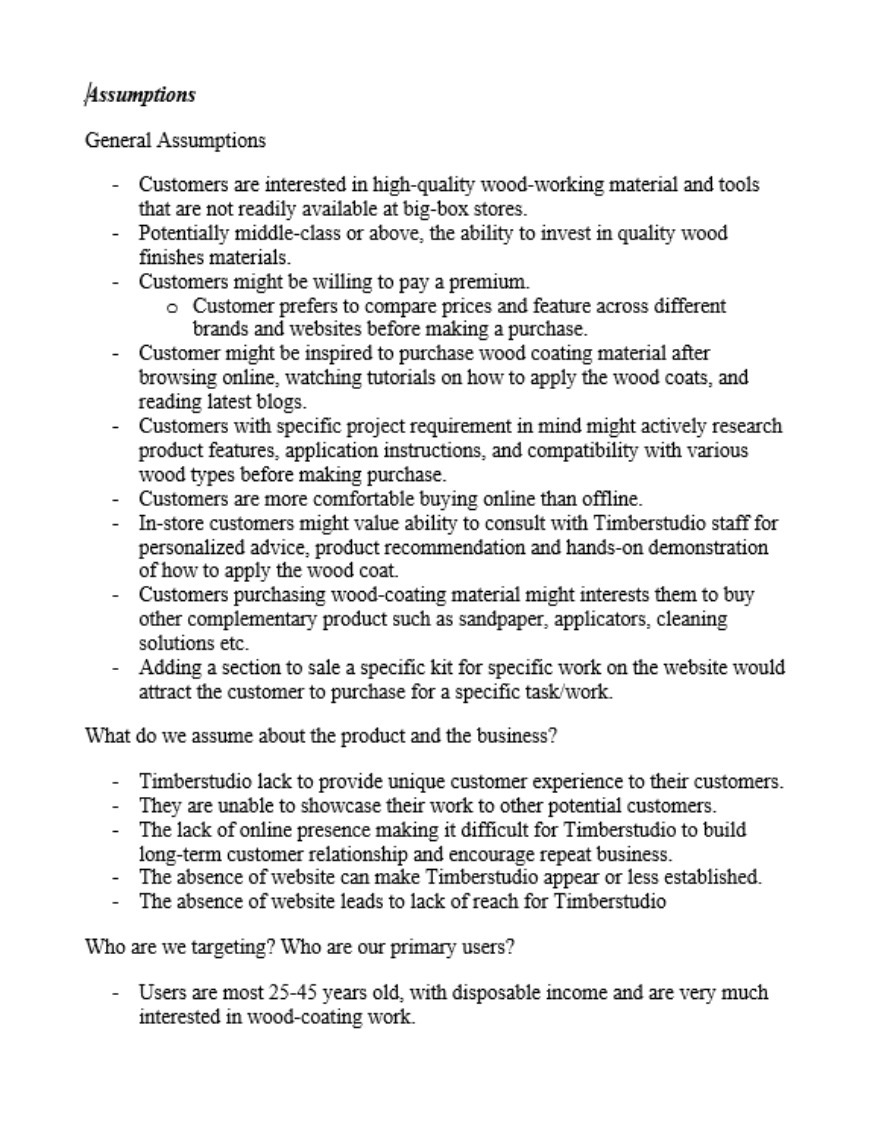 Assumptions
General Assumptions
- Customers are interested in high-quality wood-working material and tools
that are not readily available at big-box stores.
- Potentially middle-class or above, the ability to invest in quality wood
finishes materials.
- Customers might be willing to pay a premium.
o Customer prefers to compare prices and feature across different
brands and websites before making a purchase.
- Customer might be inspired to purchase wood coating material after
browsing online, watching tutorials on how to apply the wood coats, and
reading latest blogs.
- Customers with specific project requirement in mind might actively research
product features, application instructions, and compatibility with various
wood types before making purchase.
- Customers are more comfortable buying online than offline.
- In-store customers might value ability to consult with Timberstudio staff for
personalized advice, product recommendation and hands-on demonstration
of how to apply the wood coat.
- Customers purchasing wood-coating material might interests them to buy
other complementary product such as sandpaper, applicators, cleaning
solutions etc.
- Adding a section to sale a specific kit for specific work on the website would
attract the customer to purchase for a specific task/work.
What do we assume about the product and the business?
- Timberstudio lack to provide unique customer experience to their customers.
- They are unable to showcase their work to other potential customers.
- The lack of online presence making it difficult for Timberstudio to build
long-term customer relationship and encourage repeat business.
- The absence of website can make Timberstudio appear or less established.
- The absence of website leads to lack of reach for Timberstudio
Who are we targeting? Who are our primary users?
- Users are most 25-45 years old, with disposable income and are very much
interested in wood-coating work.